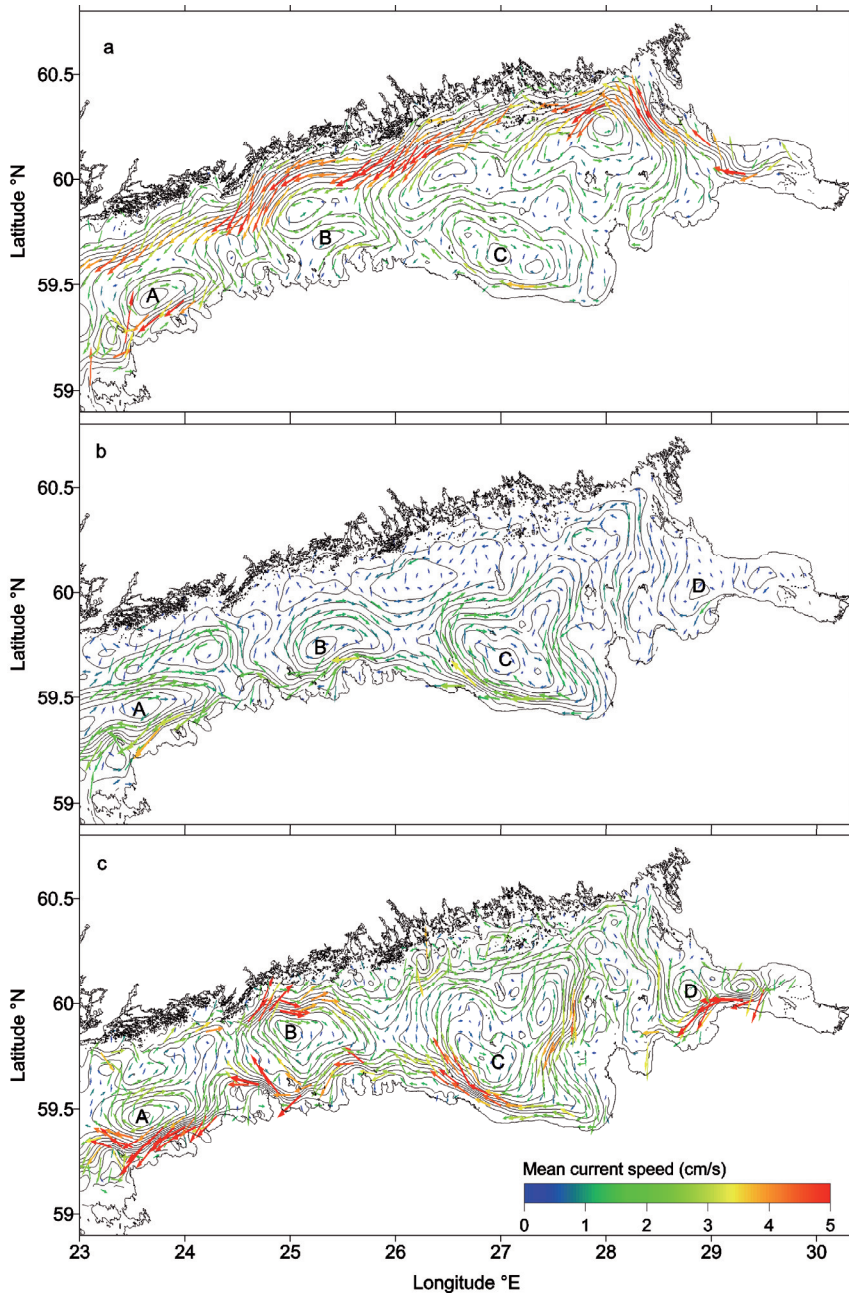 a
60.5
60
59.5
59
Latitude °N
A
B
C
b
60.5
60
59.5
59
Latitude °N
A
B
C
D
c
60.5
60
59.5
59
Latitude °N
A
B
C
D
Mean current speed (cm/s)
0 1 2 3 4 5
23 24 25 26 27 28 29 30
Longitude °E